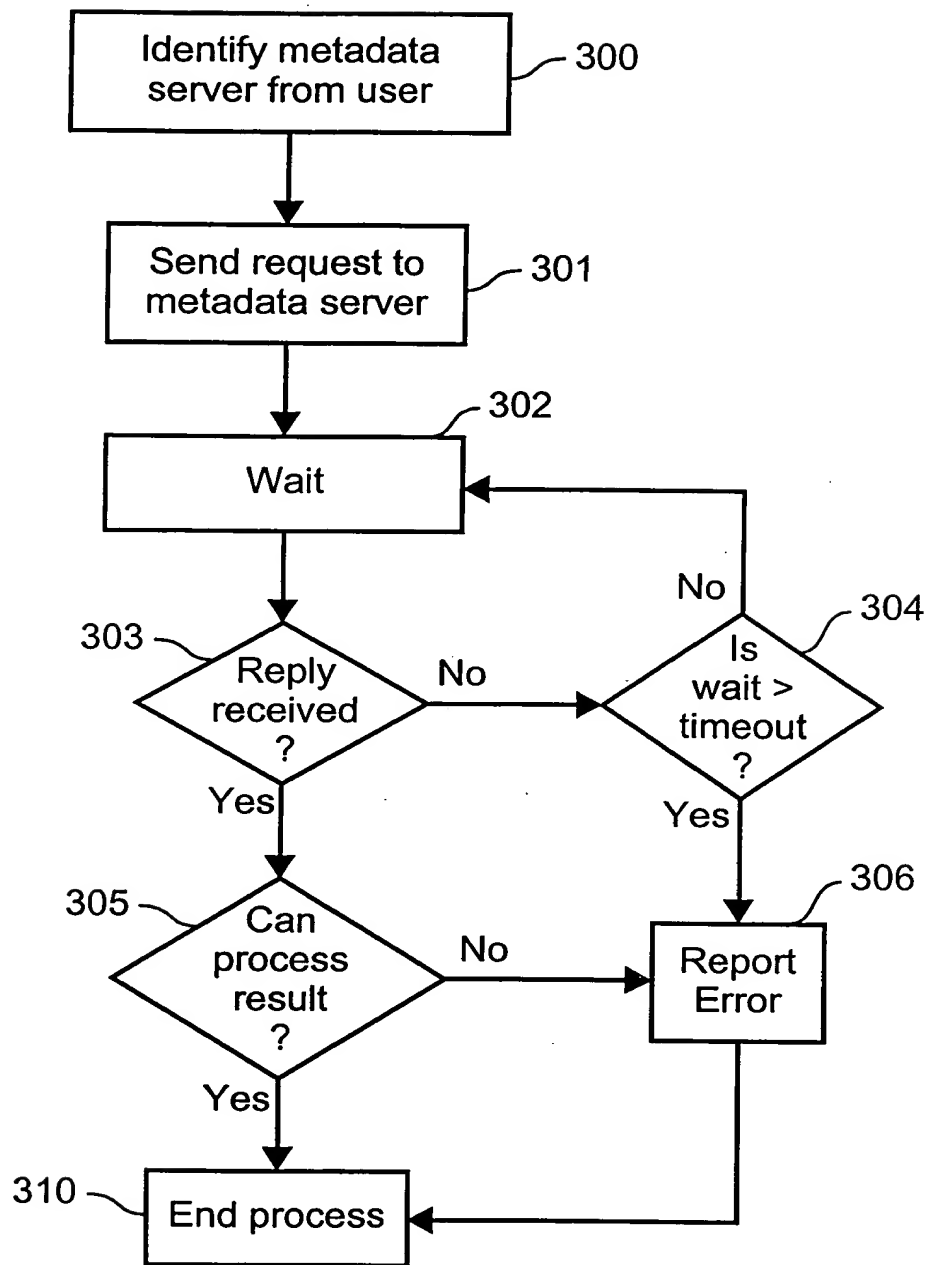 Identify metadata
server from user
300
Send request to
metadata server
301
302
Wait
No
304
303
Reply
received
?
No
Is
wait >
timeout
?
Yes
Yes
305
Can
process
result
?
No
306
Report
Error
Yes
310
End process